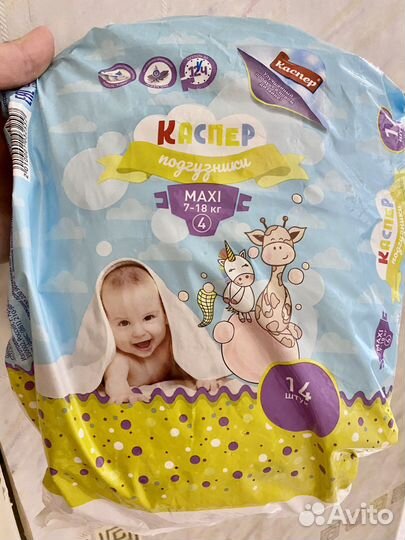 Каспер
КАСПЕР
подгузники
MAXI
7-18 кг
4
КАСПЕР
14
штук
Avito